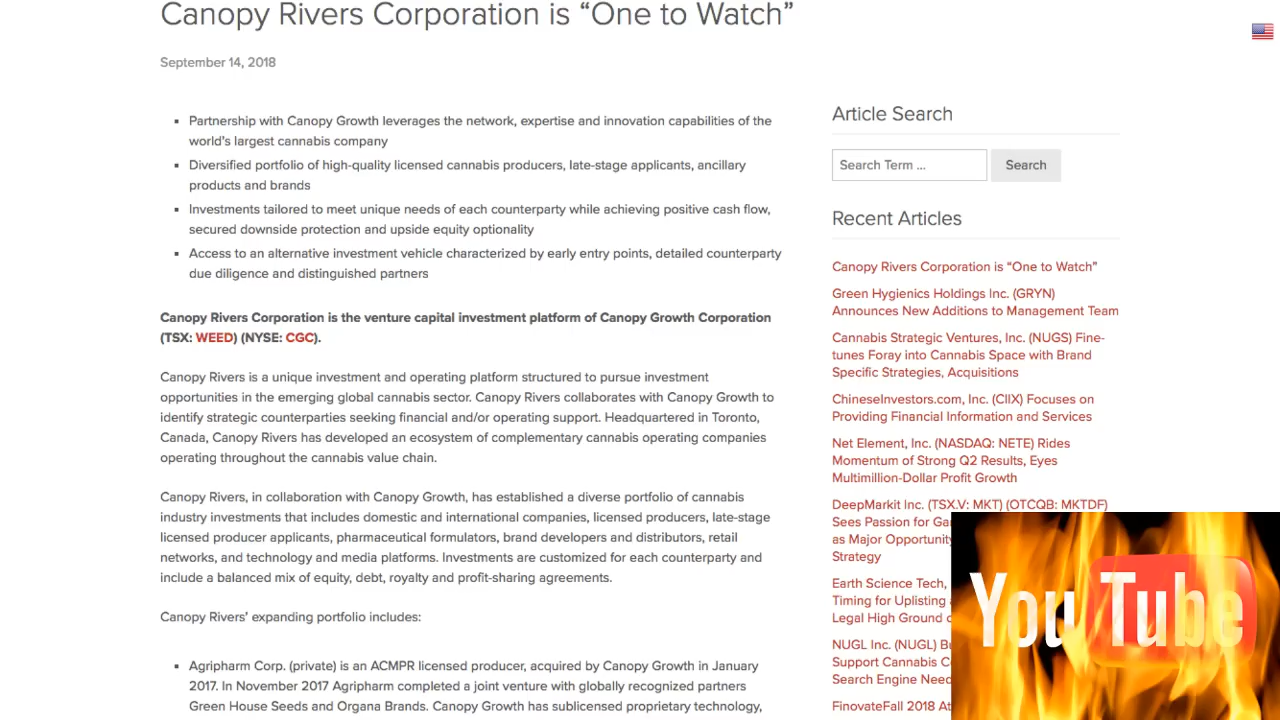 Canopy Rivers Corporation is “One to Watch”
September 14, 2018
Partnership with Canopy Growth leverages the network, expertise and innovation capabilities of the
world’s largest cannabis company
Diversified portfolio of high-quality licensed cannabis producers, late-stage applicants, ancillary
products and brands
Investments tailored to meet unique needs of each counterparty while achieving positive cash flow,
secured downside protection and upside equity optionality
Access to an alternative investment vehicle characterized by early entry points, detailed counterparty
due diligence and distinguished partners
Canopy Rivers Corporation is the venture capital investment platform of Canopy Growth Corporation
(TSX: WEED) (NYSE: CGC).
Canopy Rivers is a unique investment and operating platform structured to pursue investment
opportunities in the emerging global cannabis sector. Canopy Rivers collaborates with Canopy Growth to
identify strategic counterparties seeking financial and/or operating support. Headquartered in Toronto,
Canada, Canopy Rivers has developed an ecosystem of complementary cannabis operating companies
operating throughout the cannabis value chain.
Canopy Rivers, in collaboration with Canopy Growth, has established a diverse portfolio of cannabis
industry investments that includes domestic and international companies, licensed producers, late-stage
licensed producer applicants, pharmaceutical formulators, brand developers and distributors, retail
networks, and technology and media platforms. Investments are customized for each counterparty and
include a balanced mix of equity, debt, royalty and profit-sharing agreements.
Canopy Rivers’ expanding portfolio includes:
Agripharm Corp. (private) is an ACMPR licensed producer, acquired by Canopy Growth in January
2017. In November 2017 Agripharm completed a joint venture with globally recognized partners
Green House Seeds and Organa Brands. Canopy Growth has sublicensed proprietary technology,
Article Search
Search Term ...
Search
Recent Articles
Canopy Rivers Corporation is “One to Watch”
Green Hygienics Holdings Inc. (GRYN)
Announces New Additions to Management Team
Cannabis Strategic Ventures, Inc. (NUGS) Fine-
tunes Foray into Cannabis Space with Brand
Specific Strategies, Acquisitions
ChineseInvestors.com, Inc. (CIIX) Focuses on
Providing Financial Information and Services
Net Element, Inc. (NASDAQ: NETE) Rides
Momentum of Strong Q2 Results, Eyes
Multimillion-Dollar Profit Growth
DeepMarkit Inc. (TSX.V: MKT) (OTCQB: MKTDF)
Sees Passion for
as Major
Strategy
Earth Science Tech,
Timing for Uplisting
Legal High Ground
NUGL Inc. (NUGL)
Support Cannabis
Search Engine
FinovateFall 2018
You Tube